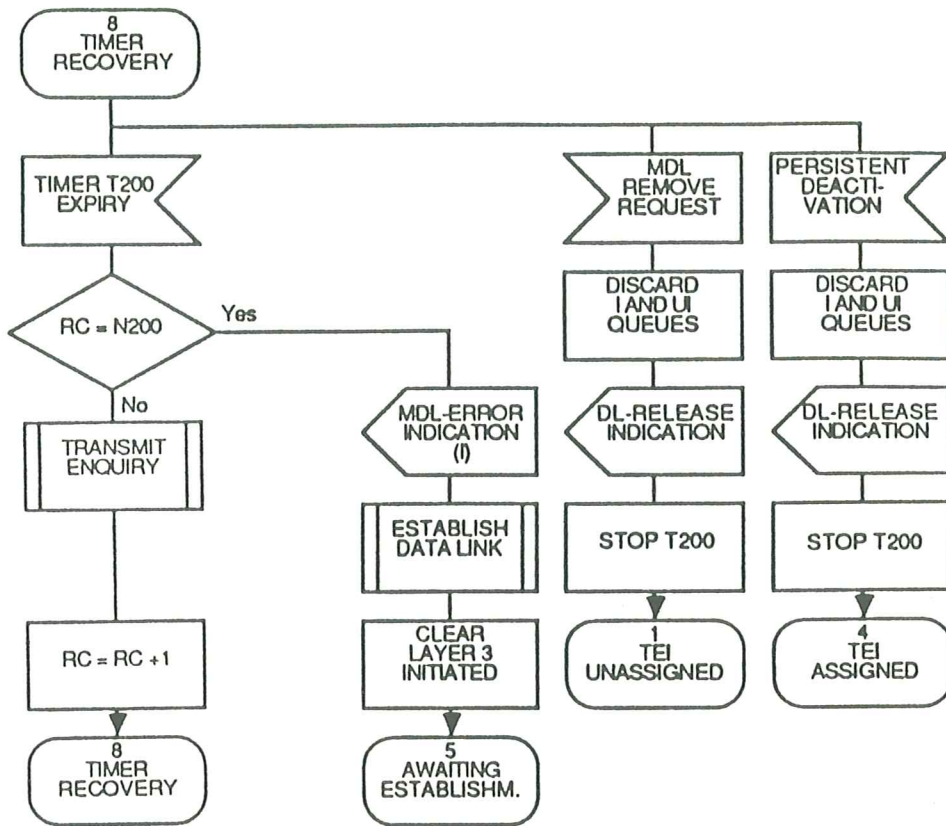 8
TIMER
RECOVERY
TIMER T200
EXPIRY
MDL
REMOVE
REQUEST
PERSISTENT
DEACTI-
VATION
RC = N200
Yes
No
DISCARD
I AND UI
QUEUES
DISCARD
I AND UI
QUEUES
TRANSMIT
ENQUIRY
MDL-ERROR
INDICATION
(I)
DL-RELEASE
INDICATION
DL-RELEASE
INDICATION
ESTABLISH
DATA LINK
STOP T200
STOP T200
RC = RC +1
CLEAR
LAYER 3
INITIATED
1
TEI
UNASSIGNED
4
TEI
ASSIGNED
8
TIMER
RECOVERY
5
AWAITING
ESTABLISHM.